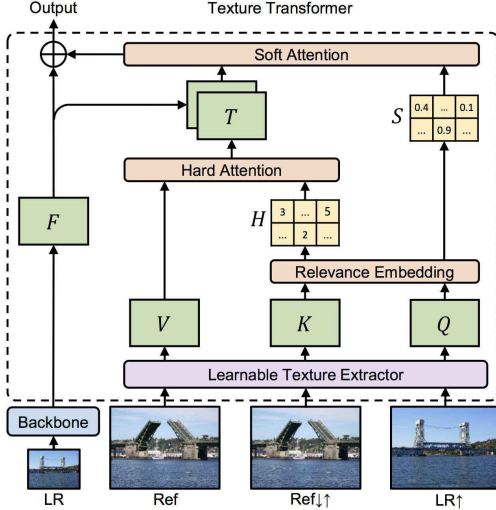 Output
Texture Transformer
Soft Attention
T
S
0.4 ... 0.1
... 0.9 ...
Hard Attention
F
H
3 ... 5
... 2 ...
Relevance Embedding
V
K
Q
Learnable Texture Extractor
Backbone
LR
Ref
Ref↓↑
LR↑